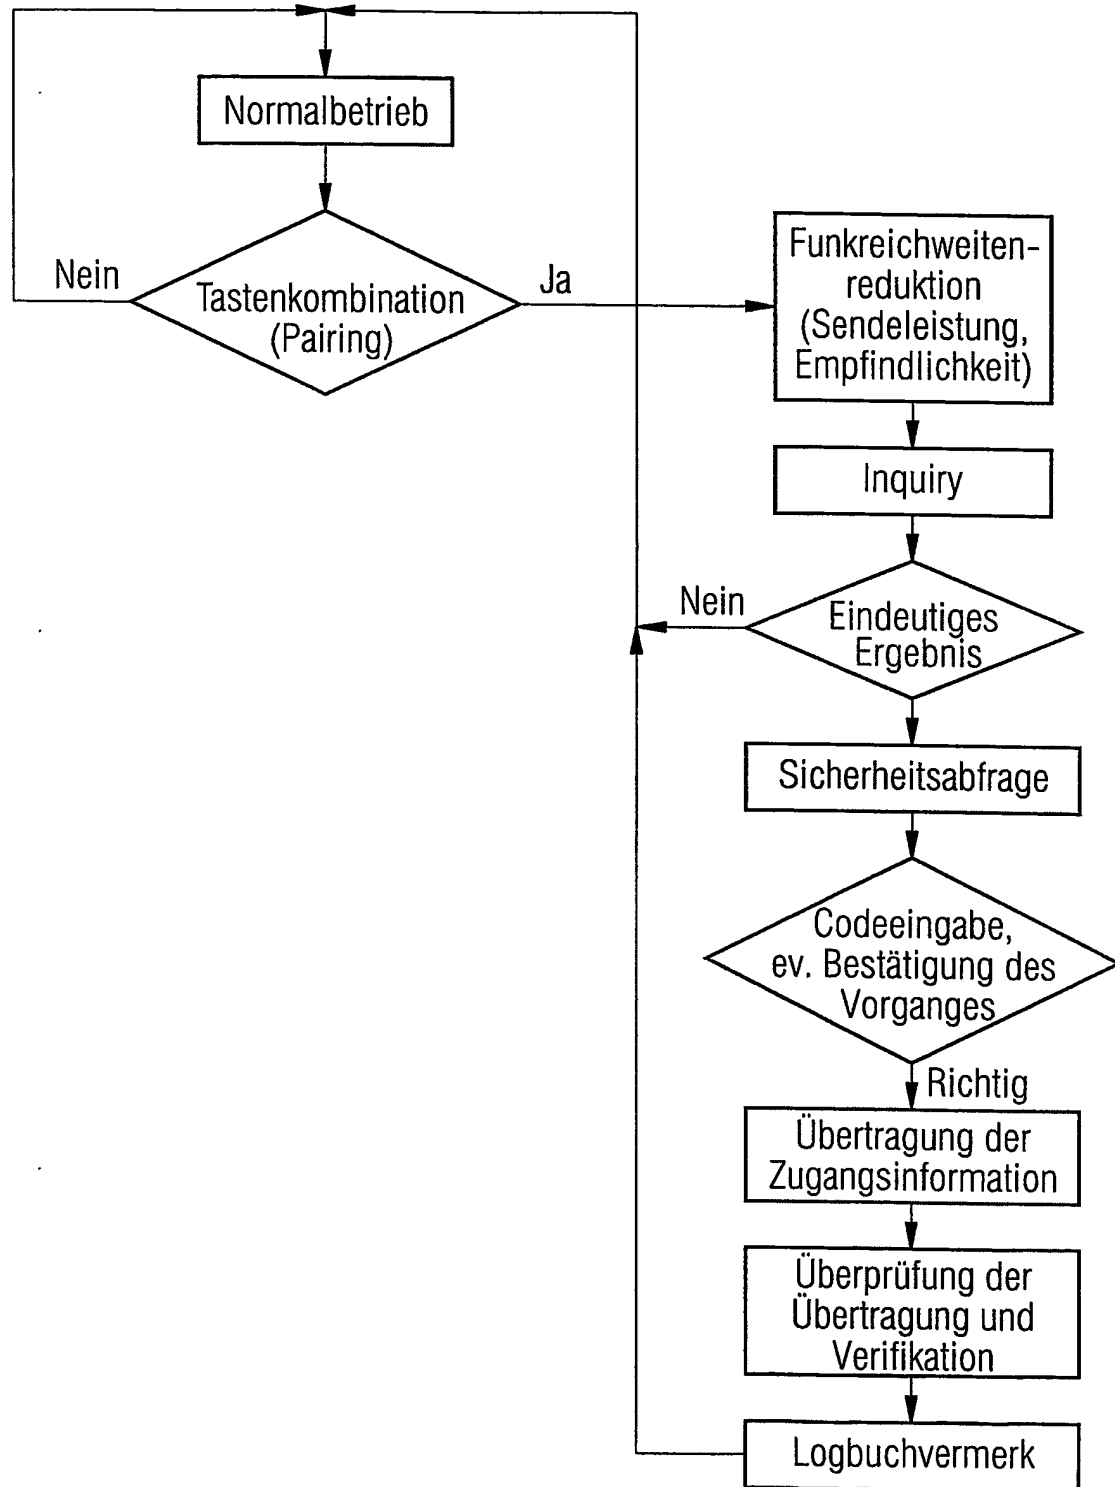 Normalbetrieb
Nein
Tastenkombination
(Pairing)
Ja
Funkreichweiten-
reduktion
(Sendeleistung,
Empfindlichkeit)
Inquiry
Nein
Eindeutiges
Ergebnis
Sicherheitsabfrage
Codeeingabe,
ev. Bestätigung des
Vorganges
Richtig
Übertragung der
Zugangsinformation
Überprüfung der
Übertragung und
Verifikation
Logbuchvermerk